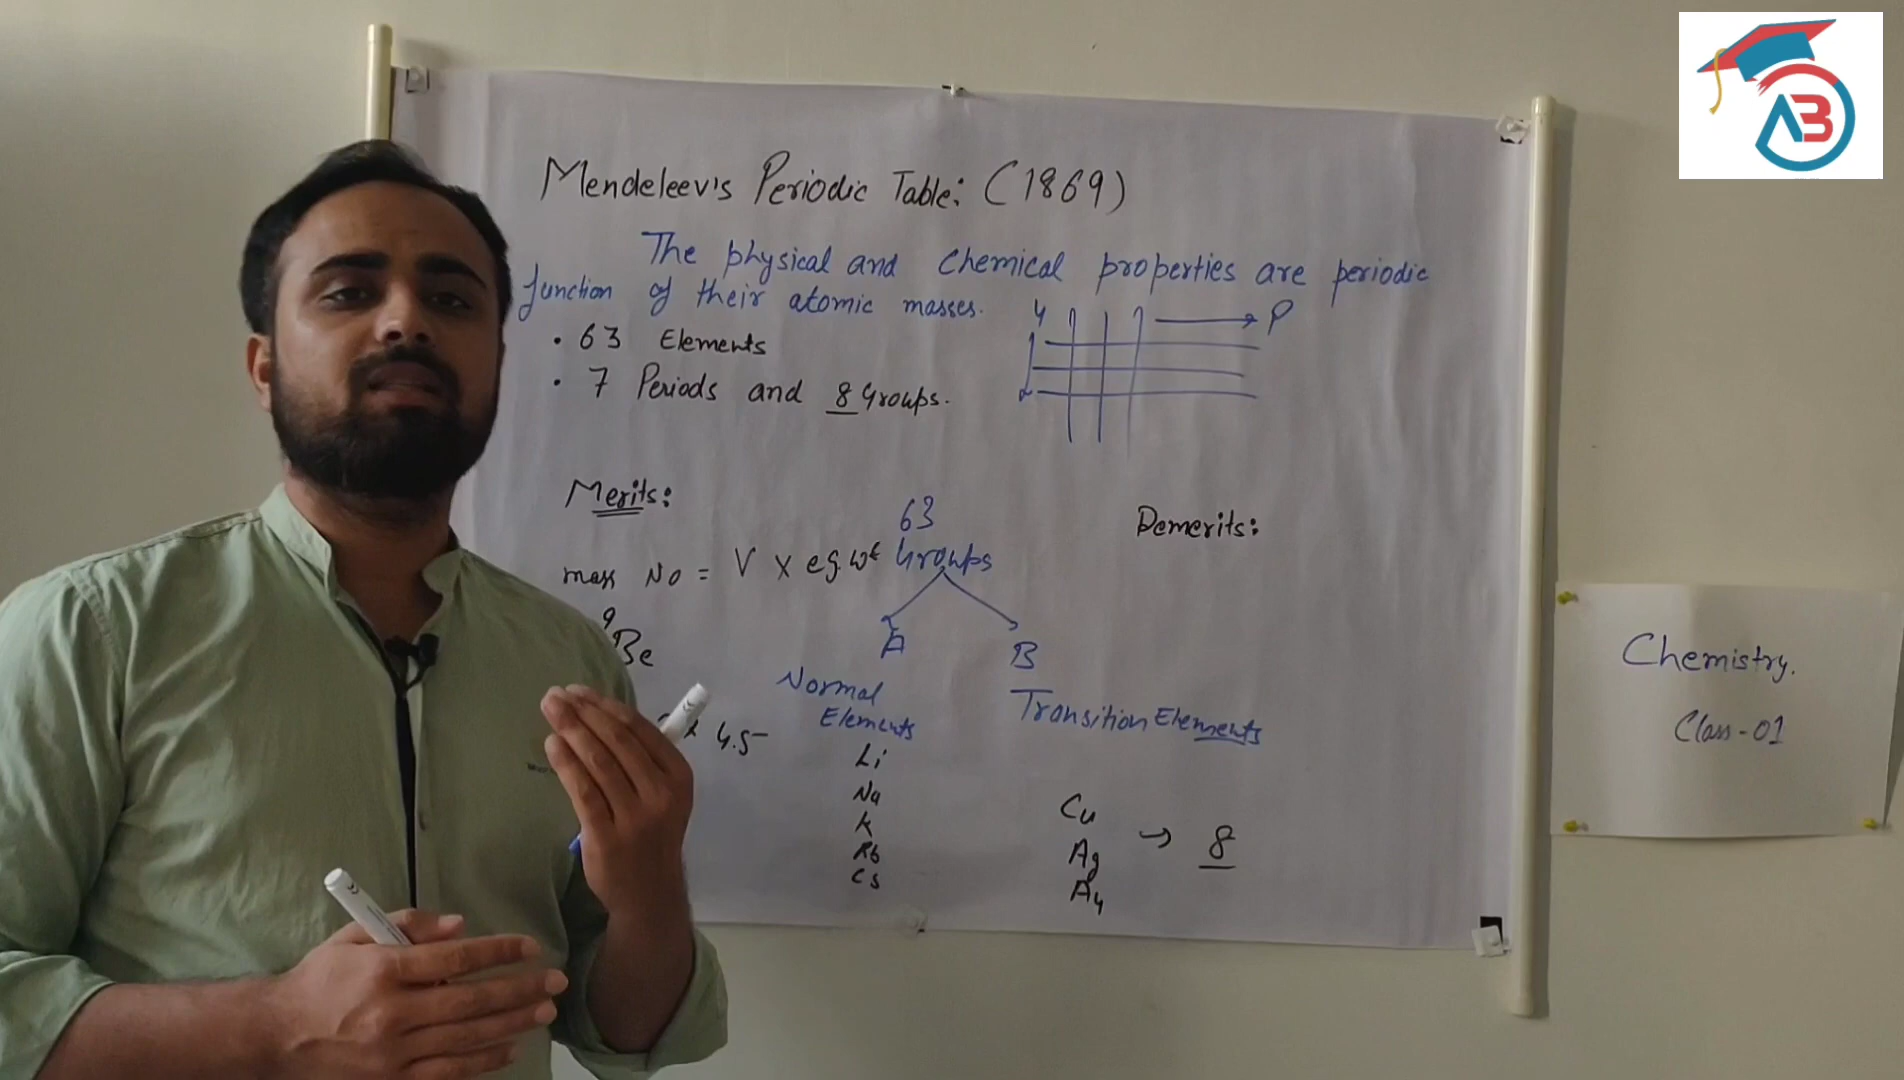 AB
Mendeleev's Periodic Table: (1869)
The physical and chemical properties are periodic
function of their atomic masses.
• 63 Elements
• 7 Periods and 8 Groups.
P
Merits:
63
Groups
Demerits:
mass No = V x eq. wt
9
Be
A
B
Normal
Elements
Transition Elements
x 4.5
Li
Na
K
Rb
Cs
Cu
Ag
Au
→ 8
Chemistry.
Class-01